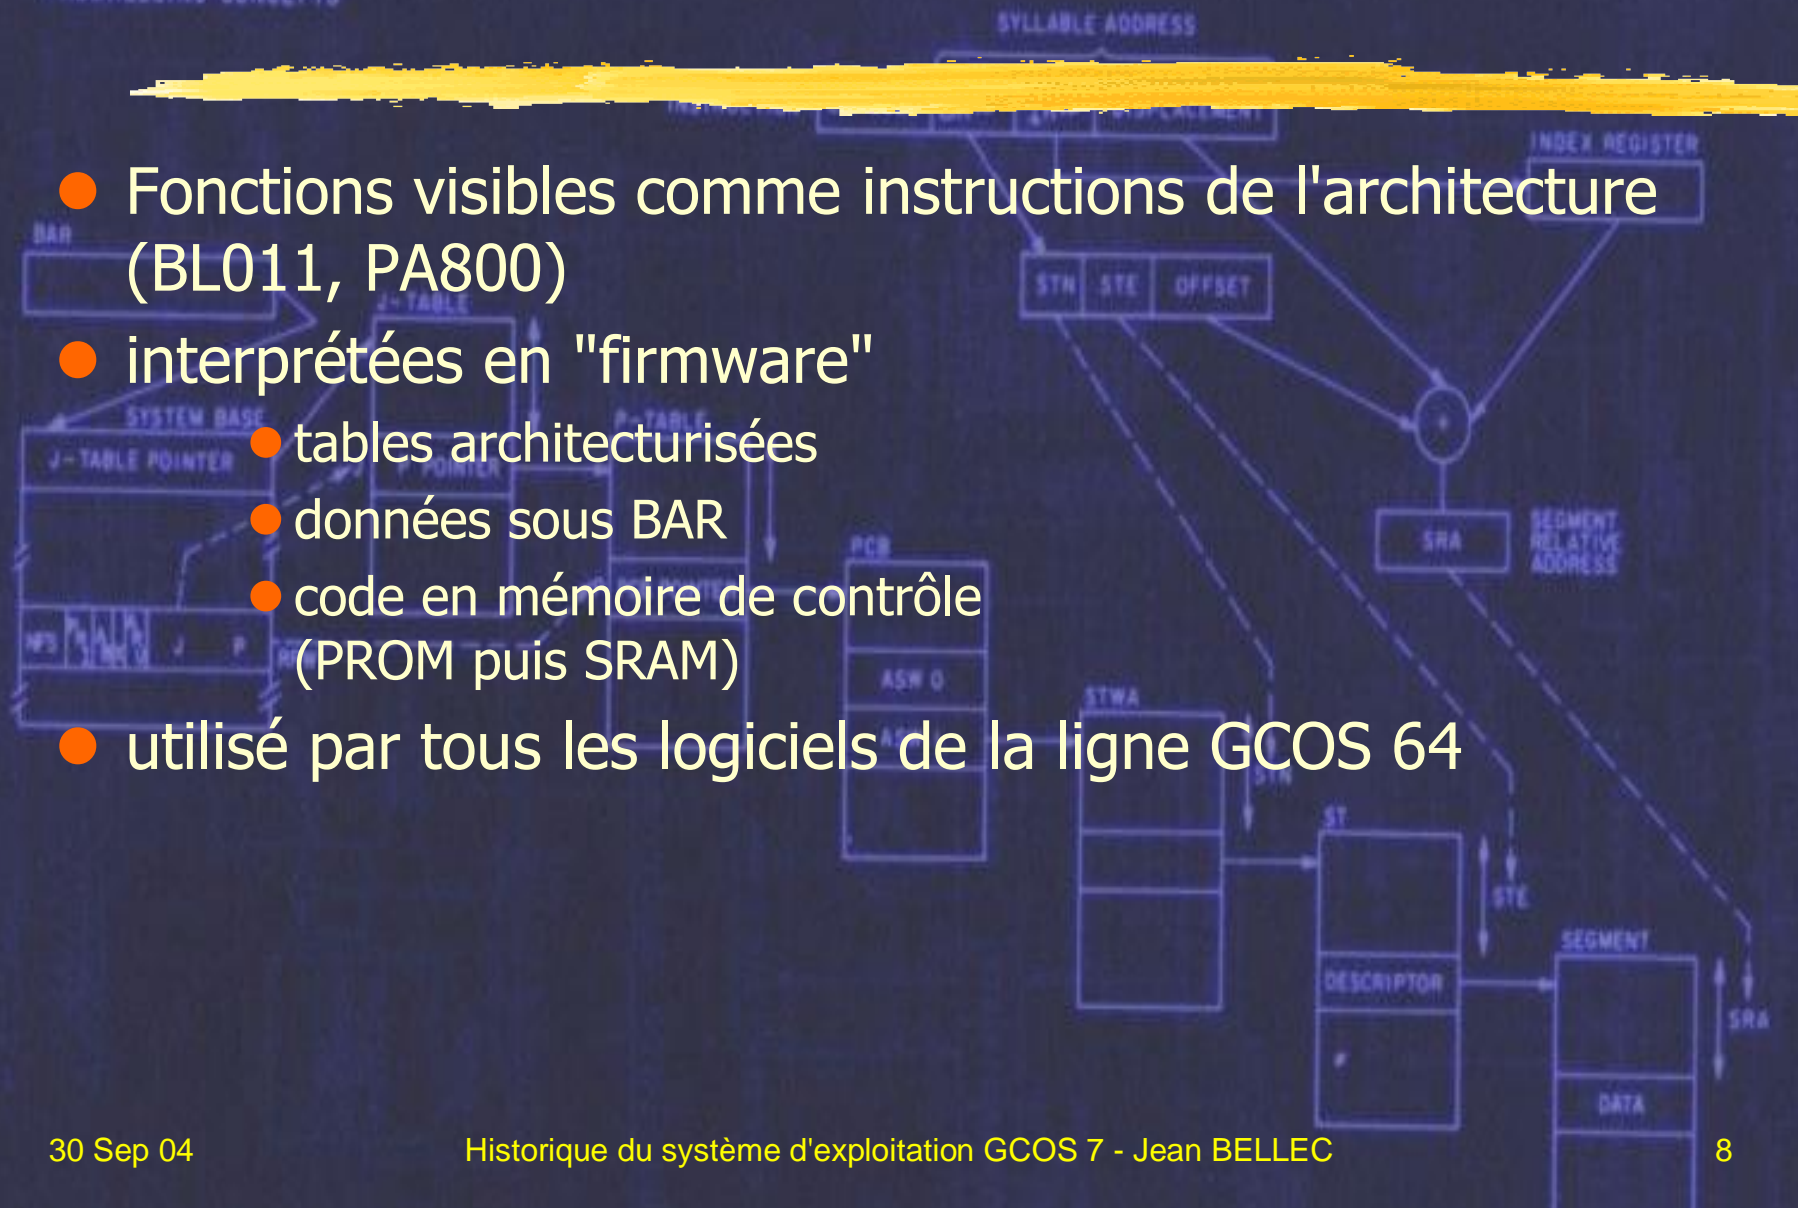 SYLLABLE ADDRESS
DISPLACEMENT
INDEX REGISTER
Fonctions visibles comme instructions de l'architecture
(BL011, PA800)
BAR
J-TABLE
STN STE OFFSET
interprétées en "firmware"
SYSTEM BASE
P-TABLE
tables architecturisées
J-TABLE POINTER
POINTER
données sous BAR
SRA
SEGMENT
RELATIVE
ADDRESS
PCB
code en mémoire de contrôle
(PROM puis SRAM)
J P
ASW 0
STWA
utilisé par tous les logiciels de la ligne GCOS 64
STN
ST
STE
SEGMENT
DESCRIPTOR
SRA
DATA
30 Sep 04
Historique du système d'exploitation GCOS 7 - Jean BELLEC
8